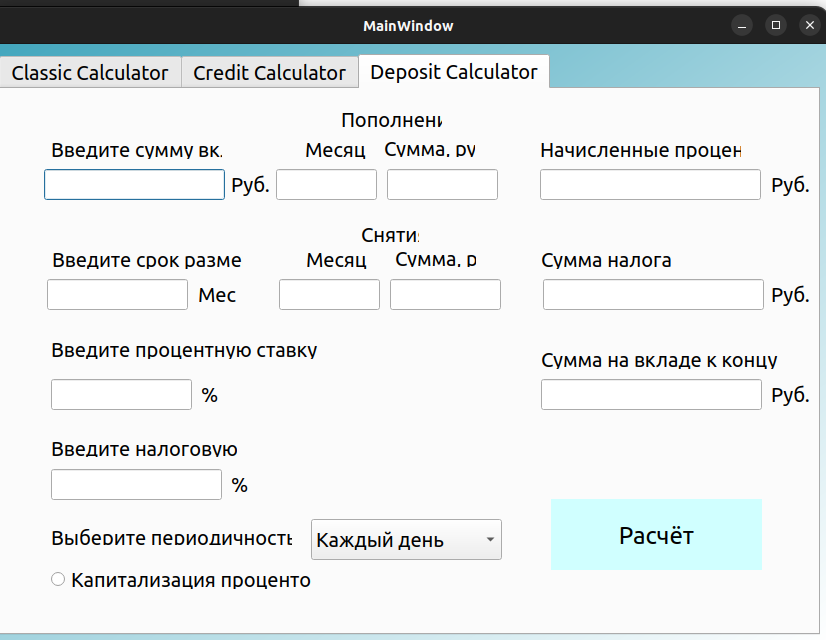 MainWindow
Classic Calculator
Credit Calculator
Deposit Calculator
Пополнени
Введите сумму вк.
Месяц
Сумма, ру
Начисленные процен
Руб.
Руб.
Снятия
Введите срок разме
Месяц
Сумма, р
Сумма налога
Мес
Руб.
Введите процентную ставку
Сумма на вкладе к концу
%
Руб.
Введите налоговую
%
Выберите периодичность
Каждый день
Расчёт
Капитализация проценто